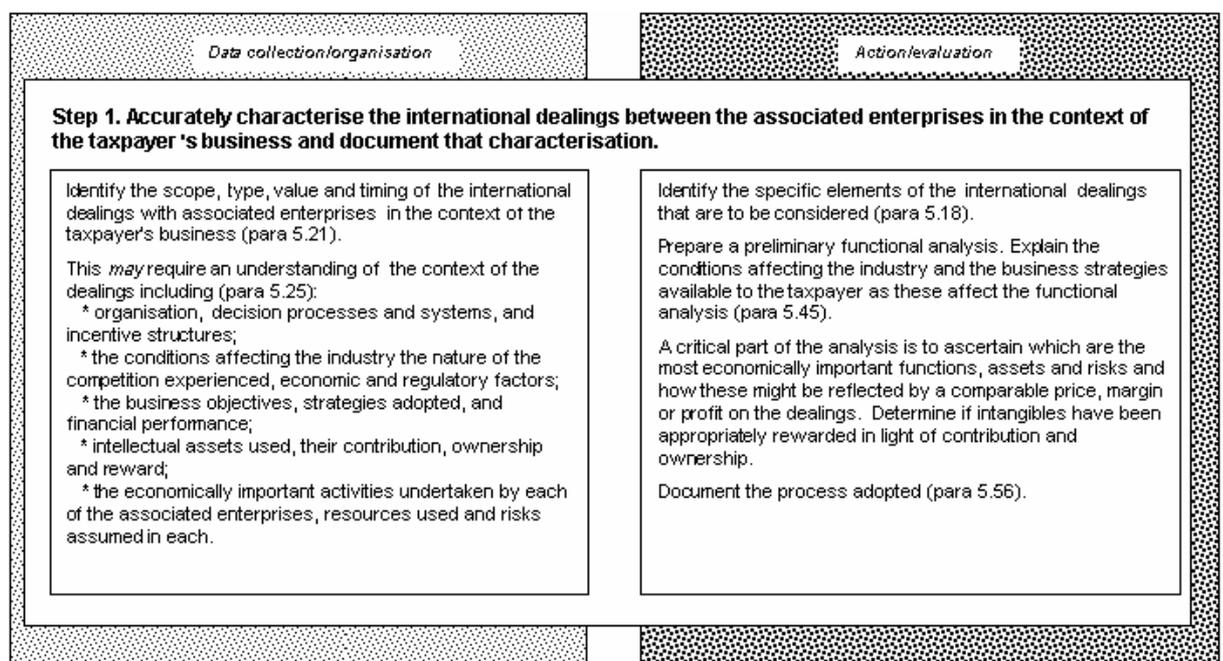 Data collection/organisation
Action/evaluation
Step 1. Accurately characterise the international dealings between the associated enterprises in the context of
the taxpayer's business and document that characterisation.
Identify the scope, type, value and timing of the international
dealings with associated enterprises in the context of the
taxpayer's business (para 5.21).
This may require an understanding of the context of the
dealings including (para 5.25):
* organisation, decision processes and systems, and
incentive structures;
* the conditions affecting the industry the nature of the
competition experienced, economic and regulatory factors;
* the business objectives, strategies adopted, and
financial performance;
* intellectual assets used, their contribution, ownership
and reward;
* the economically important activities undertaken by each
of the associated enterprises, resources used and risks
assumed in each.
Identify the specific elements of the international dealings
that are to be considered (para 5.18).
Prepare a preliminary functional analysis. Explain the
conditions affecting the industry and the business strategies
available to the taxpayer as these affect the functional
analysis (para 5.45).
A critical part of the analysis is to ascertain which are the
most economically important functions, assets and risks and
how these might be reflected by a comparable price, margin
or profit on the dealings. Determine if intangibles have been
appropriately rewarded in light of contribution and
ownership.
Document the process adopted (para 5.56).